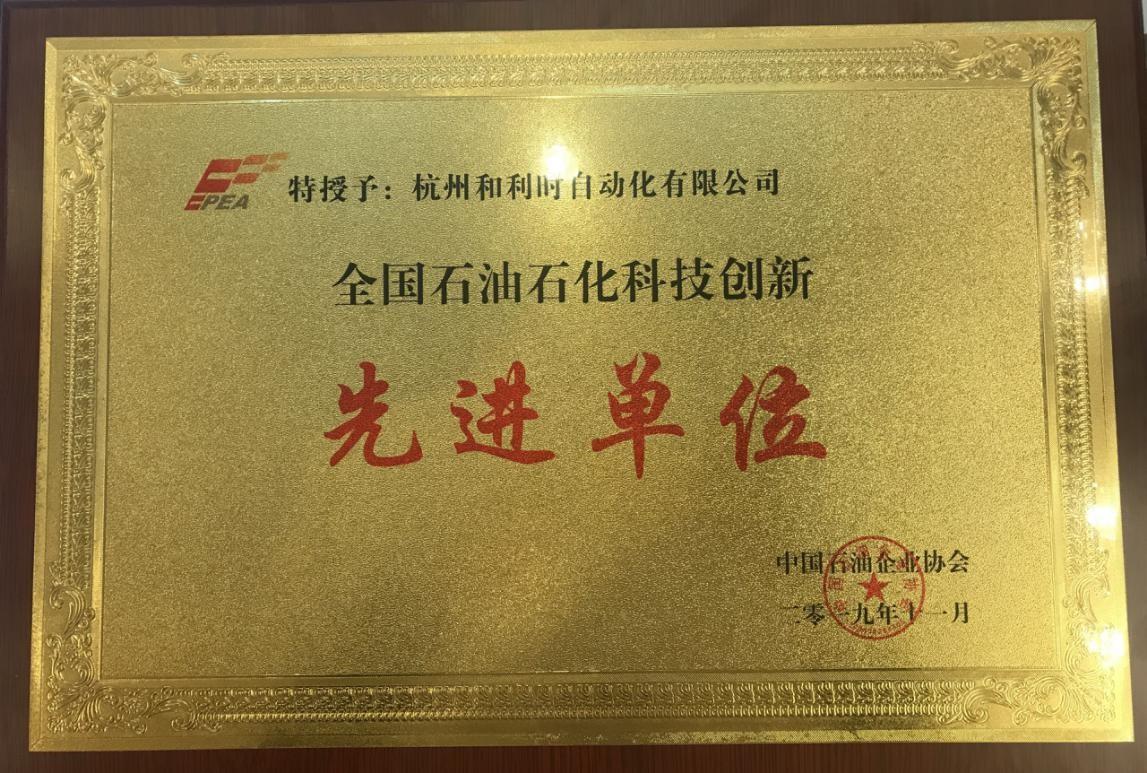 EPEA
特授予：杭州和利时自动化有限公司
全国石油石化科技创新
先进单位
中国石油企业协会
二零一九年十一月